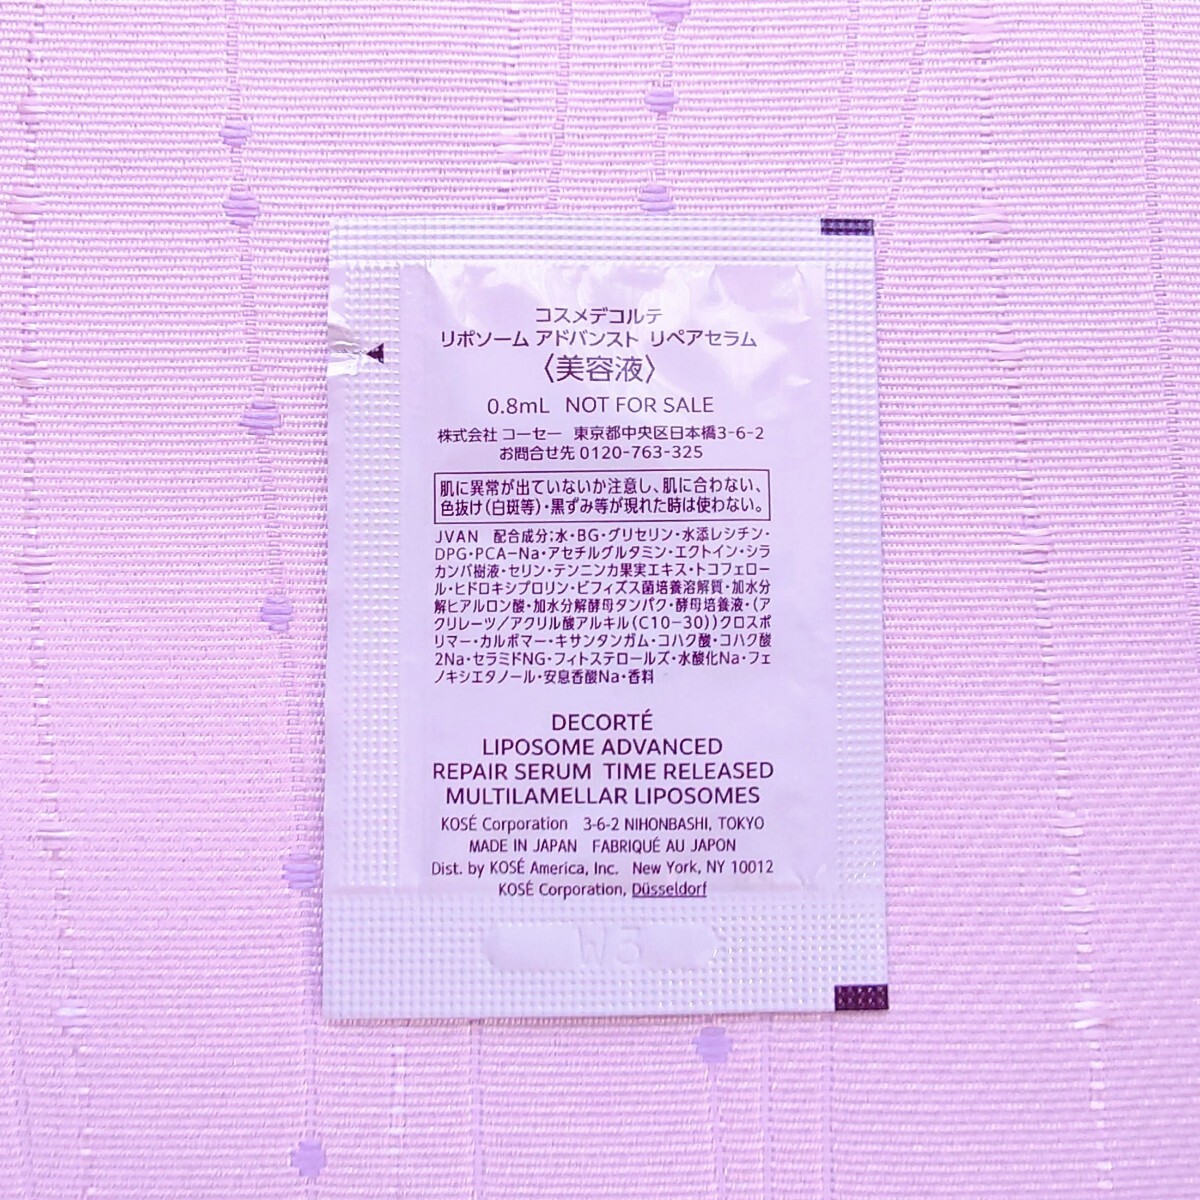 コスメデコルテ
リポソーム アドバンスト リペアセラム
〈美容液〉
0.8mL NOT FOR SALE
株式会社 コーセー 東京都中央区日本橋3-6-2
お問合せ先 0120-763-325
肌に異常が出ていないか注意し、肌に合わない、
色抜け(白斑等)・黒ずみ等が現れた時は使わない。
JVAN 配合成分;水・BG・グリセリン・水添レシチン・
DPG・PCA-Na・アセチルグルタミン・エクトイン・シラ
カンバ樹液・セリン・テンニンカ果実エキス・トコフェロー
ル・ヒドロキシプロリン・ビフィズス菌培養溶解質・加水分
解ヒアルロン酸・加水分解酵母タンパク・酵母培養液・(ア
クリレーツ/アクリル酸アルキル(C10-30))クロスポ
リマー・カルボマー・キサンタンガム・コハク酸・コハク酸
2Na・セラミドNG・フィトステロールズ・水酸化Na・フェ
ノキシエタノール・安息香酸Na・香料
DECORTÉ
LIPOSOME ADVANCED
REPAIR SERUM TIME RELEASED
MULTILAMELLAR LIPOSOMES
KOSÉ Corporation 3-6-2 NIHONBASHI, TOKYO
MADE IN JAPAN FABRIQUÉ AU JAPON
Dist. by KOSÉ America, Inc. New York, NY 10012
KOSÉ Corporation, Düsseldorf